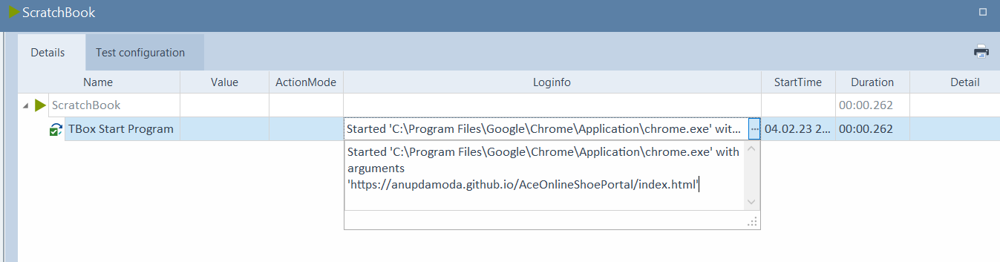 ScratchBook
Details Test configuration
Name Value ActionMode Loginfo StartTime Duration Detail
ScratchBook 00:00.262
TBox Start Program Started 'C:\Program Files\Google\Chrome\Application\chrome.exe' wit... ... 04.02.23 2... 00:00.262
Started 'C:\Program Files\Google\Chrome\Application\chrome.exe' with
arguments
'https://anupdamoda.github.io/AceOnlineShoePortal/index.html'